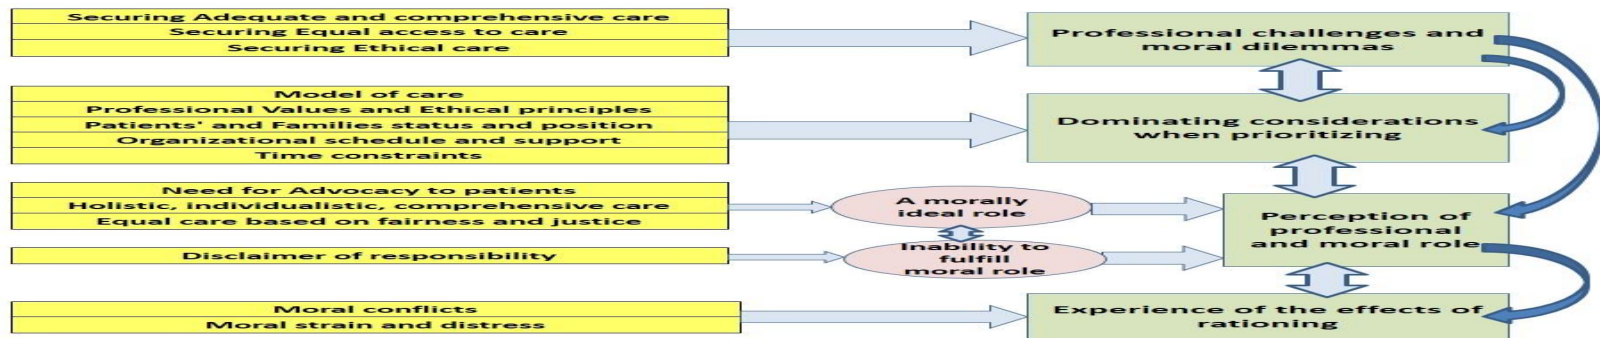 Securing Adequate and comprehensive care
Securing Equal access to care
Securing Ethical care
Professional challenges and
moral dilemmas
Model of care
Professional Values and Ethical principles
Patients' and Families status and position
Organizational schedule and support
Time constraints
Dominating considerations
when prioritizing
Need for Advocacy to patients
Holistic, individualistic, comprehensive care
Equal care based on fairness and justice
A morally
ideal role
Perception of
professional
and moral role
Disclaimer of responsibility
Inability to
fulfill
moral role
Moral conflicts
Moral strain and distress
Experience of the effects of
rationing